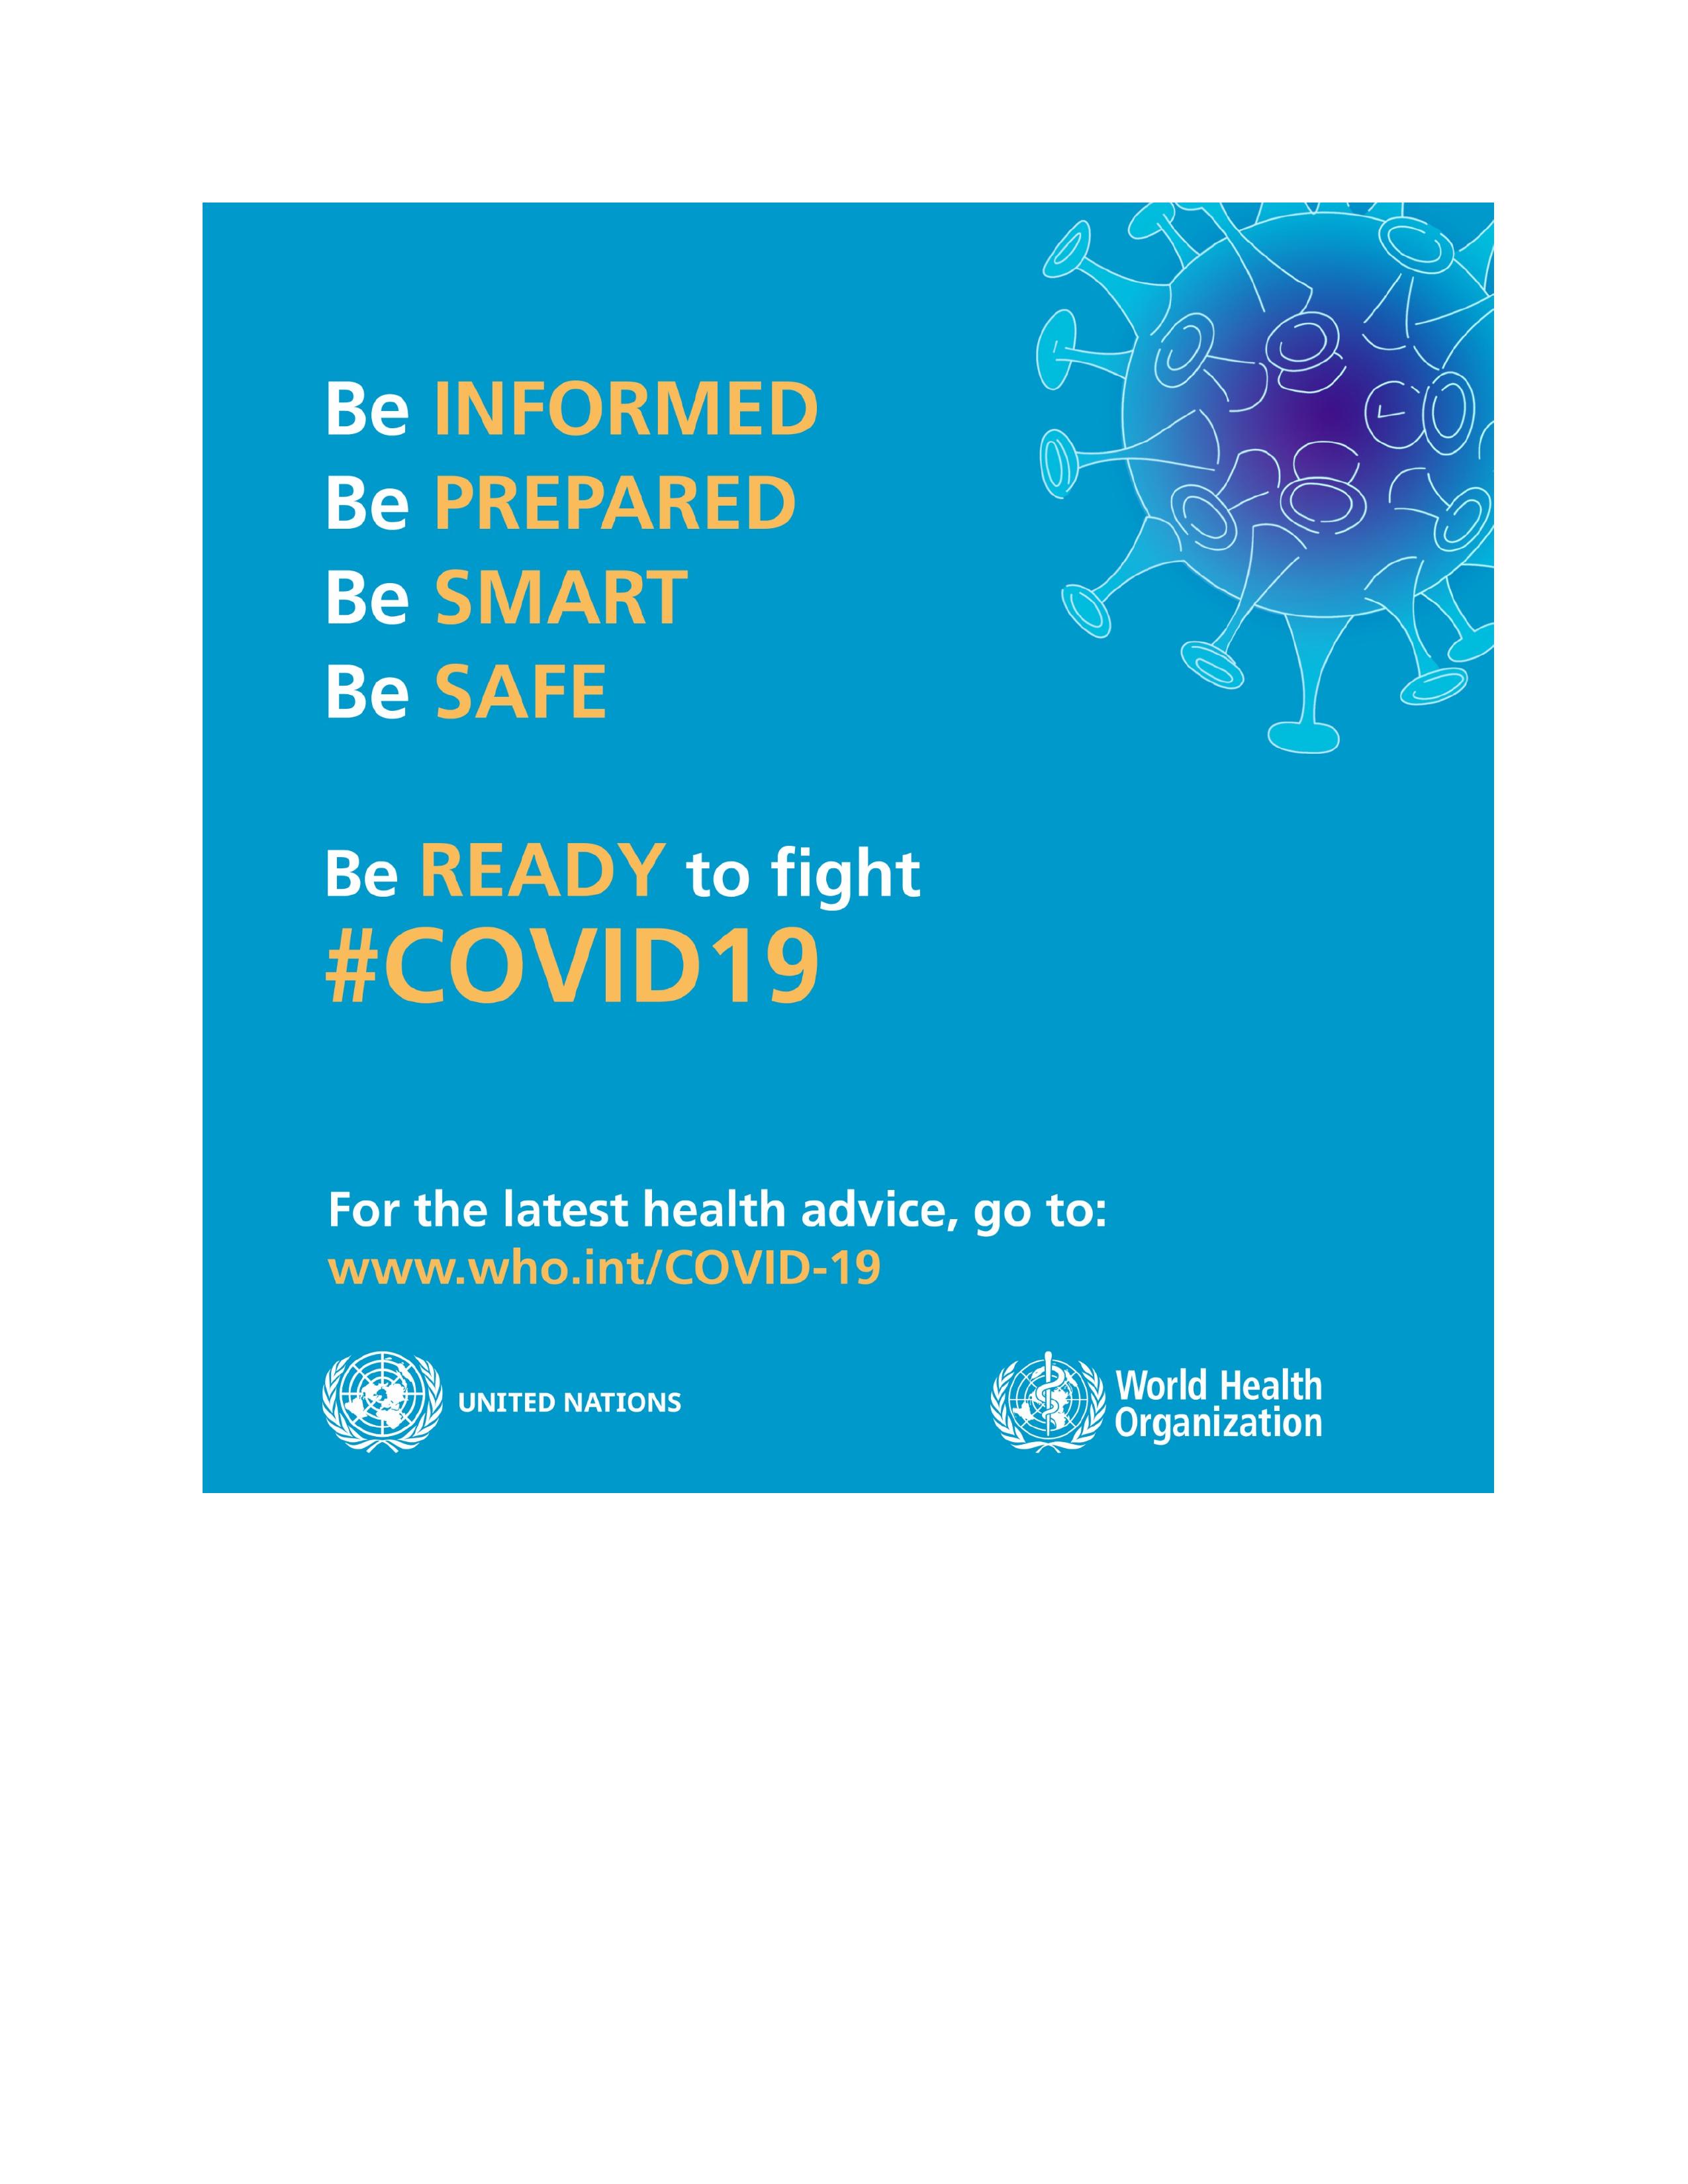 Be INFORMED
Be PREPARED
Be SMART
Be SAFE
Be READY to fight
#COVID19
For the latest health advice, go to:
www.who.int/COVID-19
UNITED NATIONS
World Health
Organization